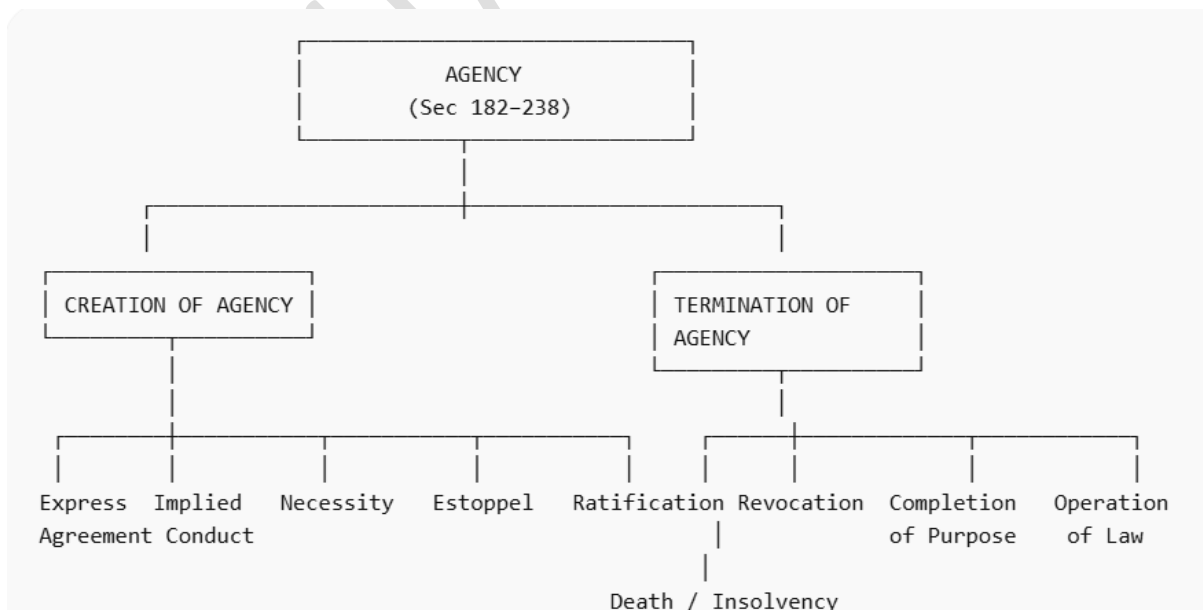 AGENCY
(Sec 182–238)
CREATION OF AGENCY
TERMINATION OF
AGENCY
Express Implied Necessity Estoppel Ratification Revocation Completion Operation
Agreement Conduct of Purpose of Law
Death / Insolvency